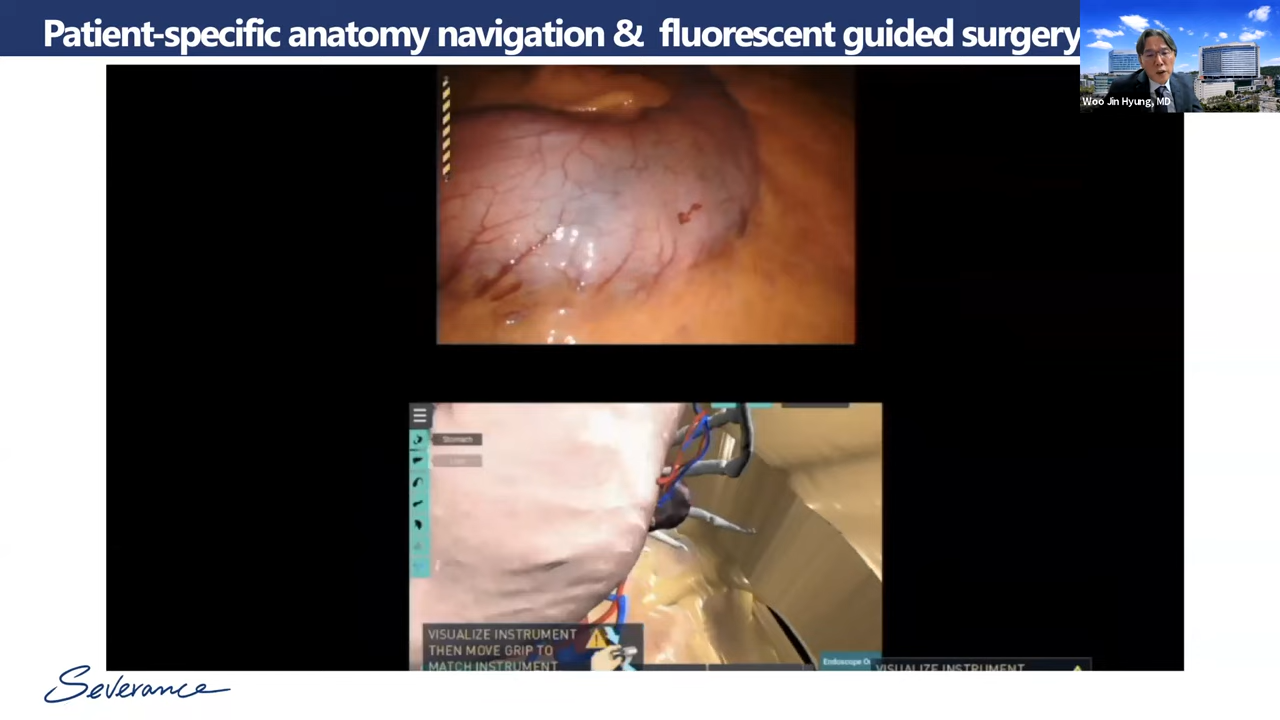 Patient-specific anatomy navigation & fluorescent guided surgery
Woo Jin Hyung, MD
Stomach
VISUALIZE INSTRUMENT
THEN MOVE GRIP TO
MATCH INSTRUMENT
Endoscope
VISUALIZE INSTRUMENT
Severance